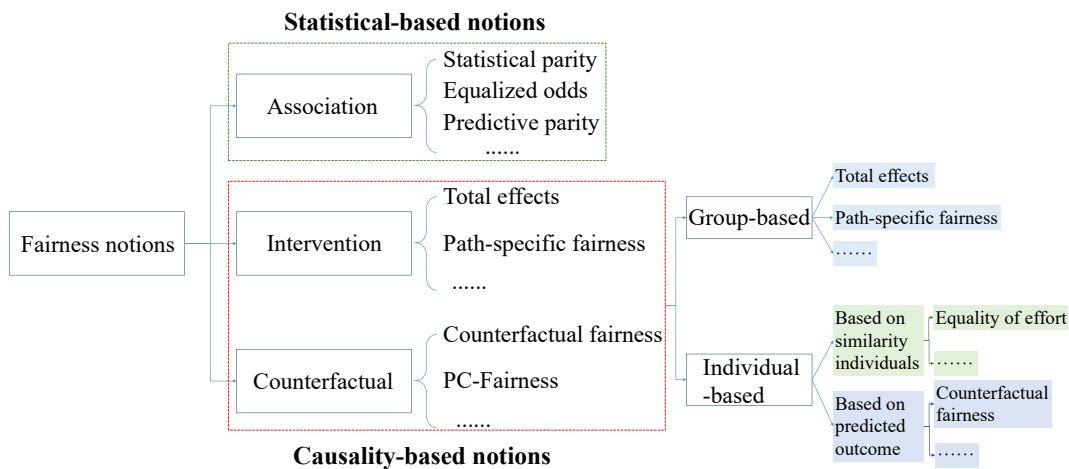 Statistical-based notions
Association
Statistical parity
Equalized odds
Predictive parity
......
Fairness notions
Intervention
Total effects
Path-specific fairness
......
Counterfactual
Counterfactual fairness
PC-Fairness
......
Causality-based notions
Group-based
Total effects
Path-specific fairness
......
Individual
-based
Based on
similarity
individuals
Equality of effort
......
Based on
predicted
outcome
Counterfactual
fairness
......